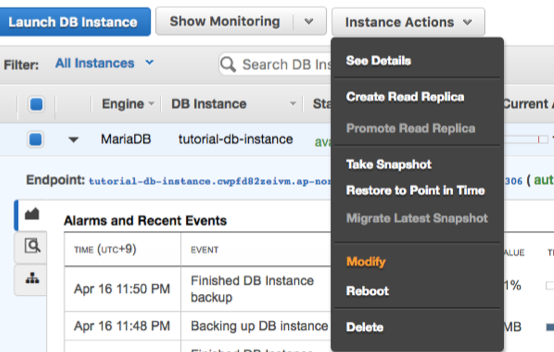 Launch DB Instance
Show Monitoring
Instance Actions
Filter: All Instances
Search DB Ins
See Details
Create Read Replica
Promote Read Replica
Take Snapshot
Restore to Point in Time
Migrate Latest Snapshot
Modify
Reboot
Delete
Engine DB Instance Sta Current A
MariaDB tutorial-db-instance ava
Endpoint: tutorial-db-instance.cwpfd82zeivm.ap-nor 306 ( aut
Alarms and Recent Events
TIME (UTC+9) EVENT ALUE TI
Apr 16 11:50 PM Finished DB Instance backup 1%
Apr 16 11:48 PM Backing up DB instance MB